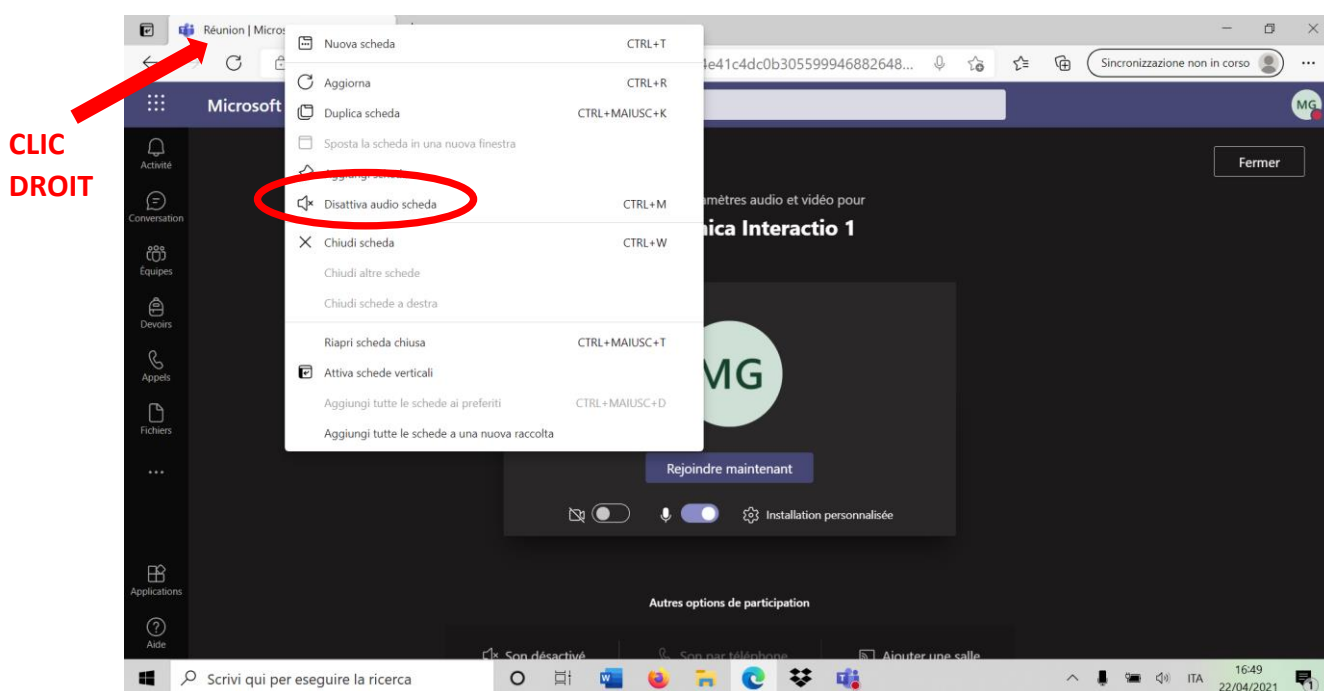 Réunion | Micros
CLIC
DROIT
Nuova scheda CTRL+T
Aggiorna CTRL+R
Duplica scheda CTRL+MAIUSC+K
Sposta la scheda in una nuova finestra
Disattiva audio scheda CTRL+M
Chiudi scheda CTRL+W
Chiudi altre schede
Chiudi schede a destra
Riapri scheda chiusa CTRL+MAIUSC+T
Attiva schede verticali
Aggiungi tutte le schede ai preferiti CTRL+MAIUSC+D
Aggiungi tutte le schede a una nuova raccolta
4e41c4dc0b305599946882648...
Sincronizzazione non in corso
Microsoft
MG
Activité
Conversation
Équipes
Devoirs
Appels
Fichiers
Applications
Aide
Fermer
amètres audio et vidéo pour
nica Interactio 1
MG
Rejoindre maintenant
Installation personnalisée
Autres options de participation
Son désactivé
Son par téléphone
Ajouter une salle
Scrivi qui per eseguire la ricerca
ITA
16:49
22/04/2021
1